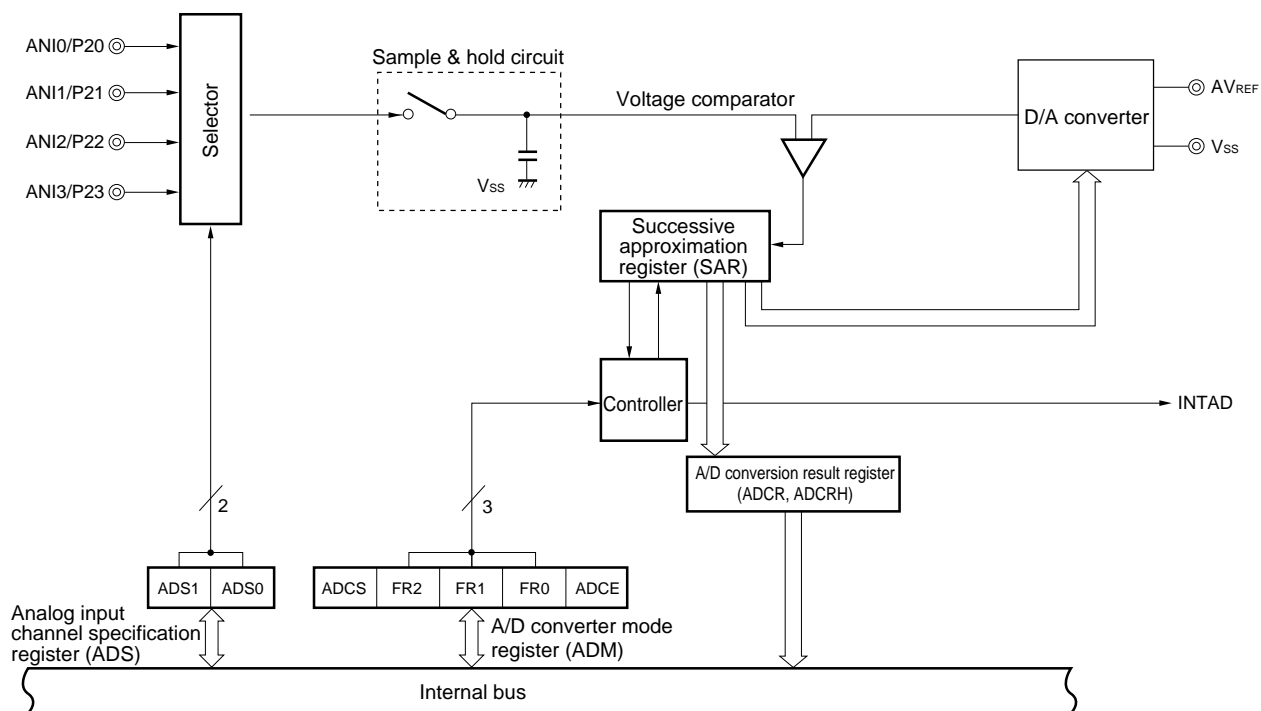 ANI0/P20
ANI1/P21
ANI2/P22
ANI3/P23
Selector
Sample & hold circuit
VSS
Voltage comparator
D/A converter
AVREF
VSS
Successive
approximation
register (SAR)
Controller
INTAD
A/D conversion result register
(ADCR, ADCRH)
2
3
ADS1 ADS0
ADCS FR2 FR1 FR0 ADCE
Analog input
channel specification
register (ADS)
A/D converter mode
register (ADM)
Internal bus